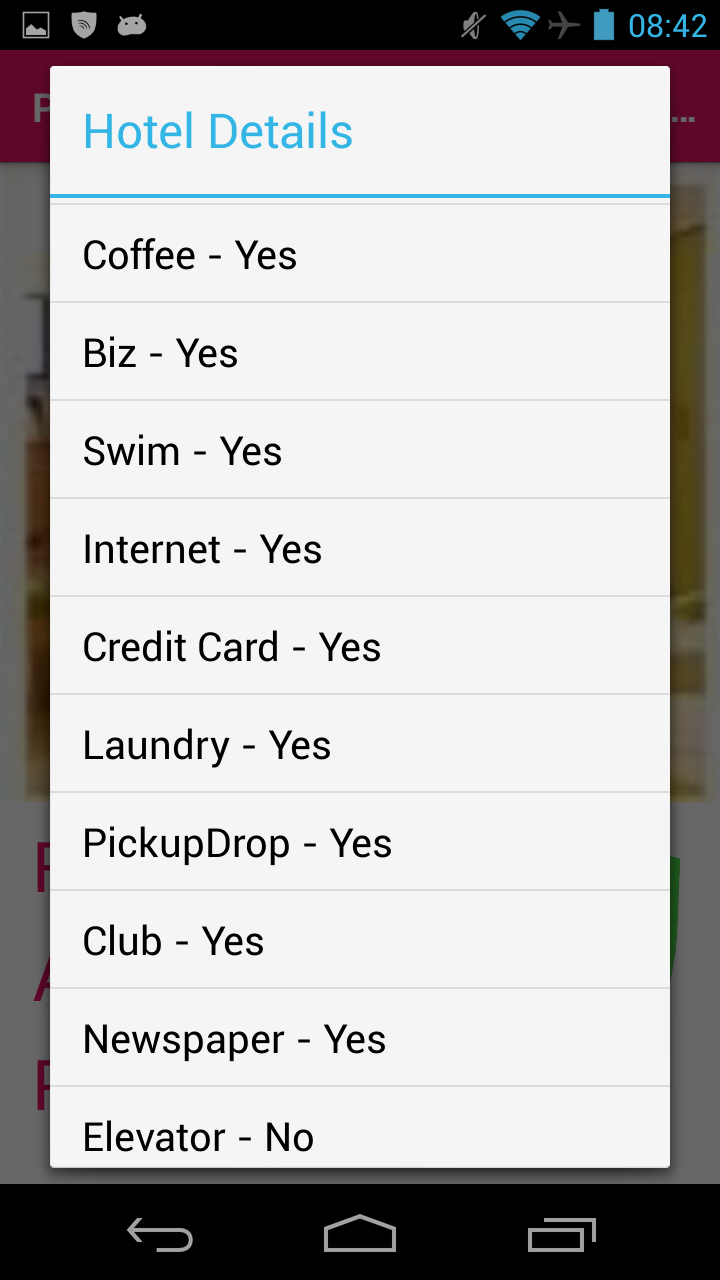 08:42
Hotel Details
Coffee - Yes
Biz - Yes
Swim - Yes
Internet - Yes
Credit Card - Yes
Laundry - Yes
PickupDrop - Yes
Club - Yes
Newspaper - Yes
Elevator - No